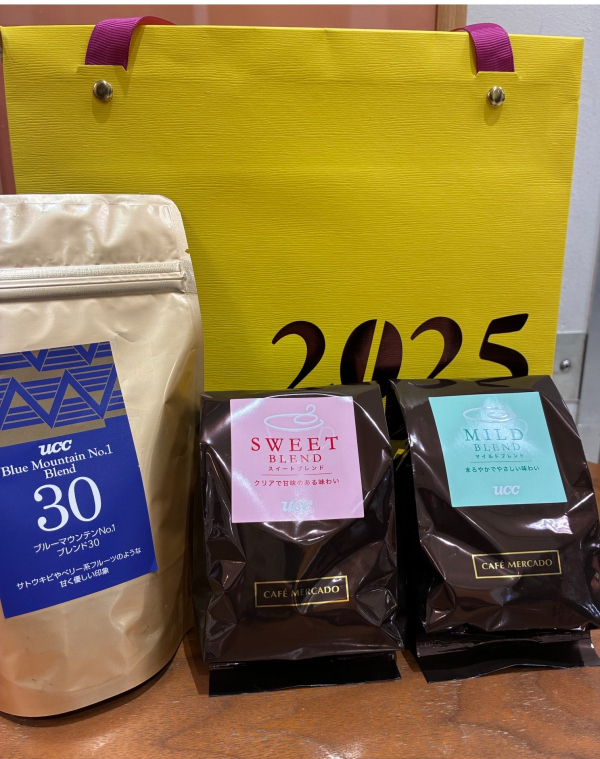 2025
ucc
Blue Mountain No.1
Blend
30
ブルーマウンテンNo.1
ブレンド30
サトウキビやベリー系フルーツのような
甘く優しい印象
SWEET
BLEND
スイートブレンド
クリアで甘味のある味わい
ucc
CAFÉ MERCADO
MILD
BLEND
マイルドブレンド
まろやかでやさしい味わい
ucc
CAFÉ MERCADO